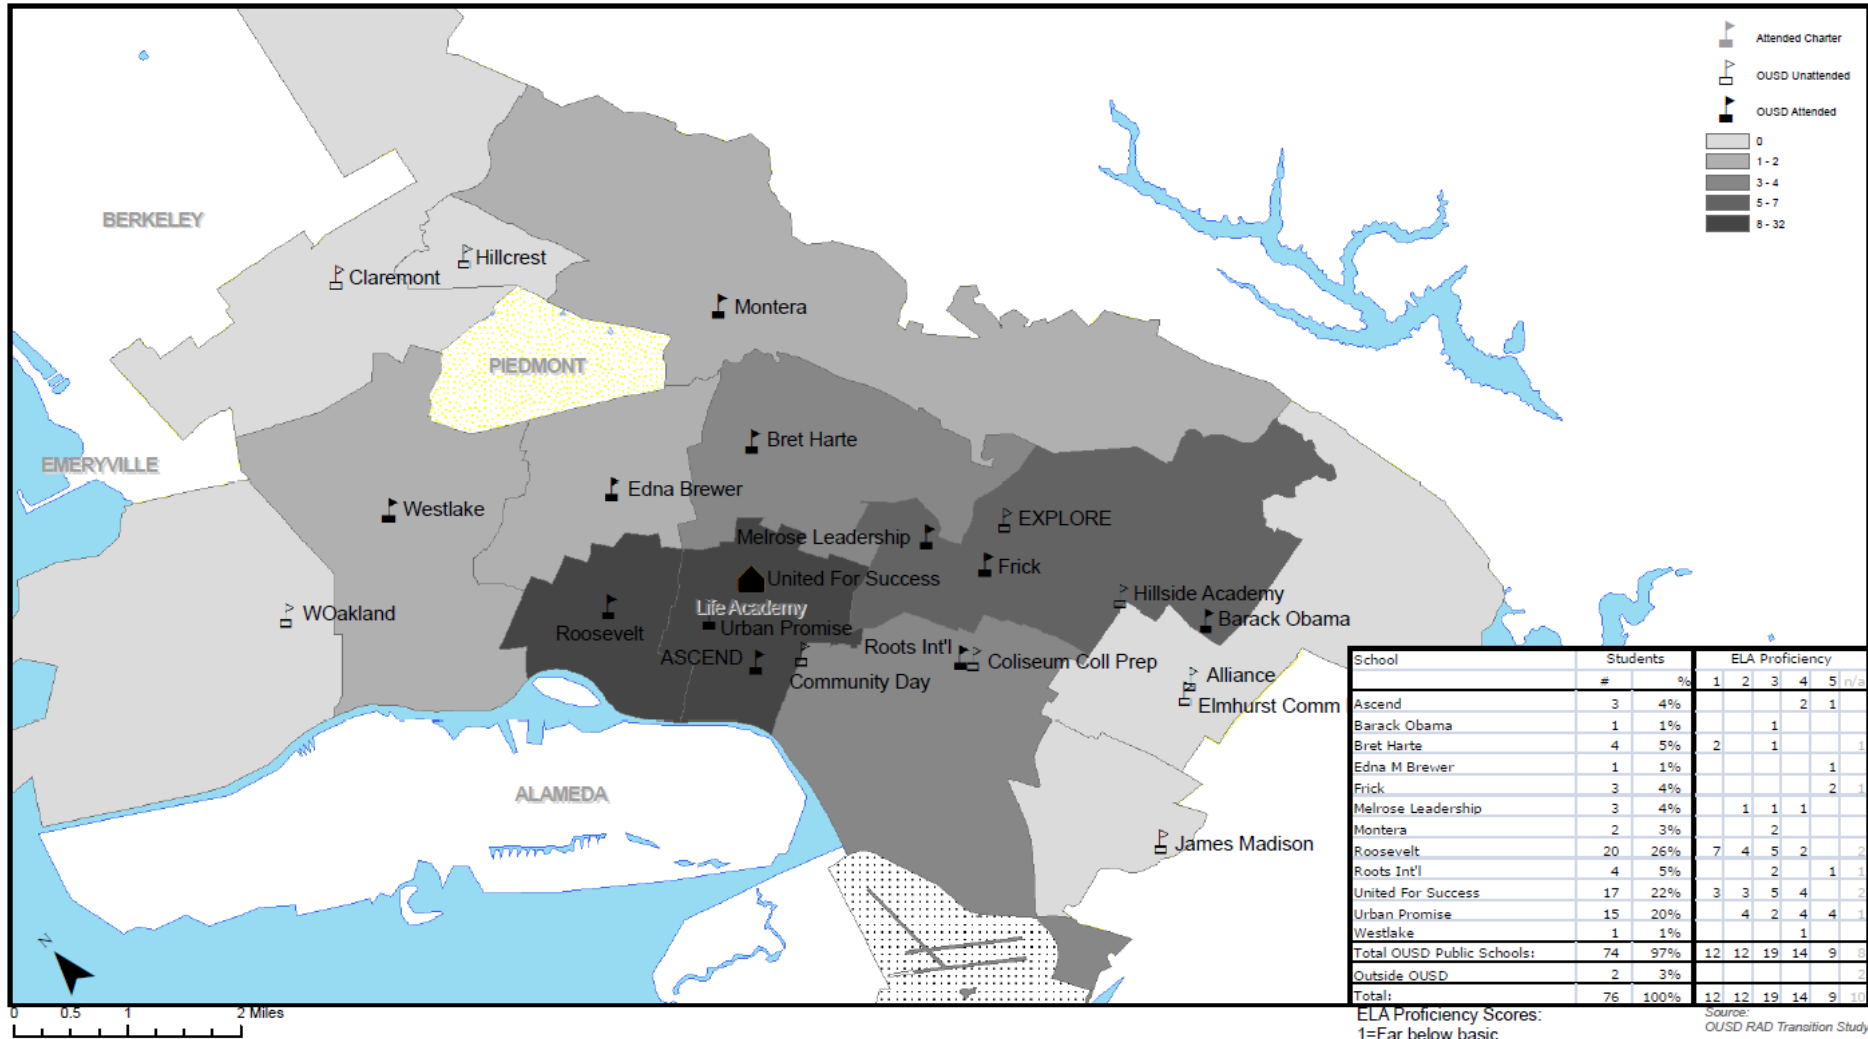 Attended Charter
OUSD Unattended
OUSD Attended
0
1 - 2
3 - 4
5 - 7
8 - 32
BERKELEY
Hillcrest
Claremont
Montera
PIEDMONT
Bret Harte
EMERYVILLE
Edna Brewer
Westlake
EXPLORE
Melrose Leadership
Frick
United For Success
Hillside Academy
Life Academy
WOakland
Barack Obama
Urban Promise
Roosevelt
Roots Int'l
ASCEND
Coliseum Coll Prep
Community Day
Alliance
Elmhurst Comm
ALAMEDA
James Madison
N
0 0.5 1 2 Miles
School Students ELA Proficiency
# % 1 2 3 4 5 n/a
Ascend 3 4% 2 1
Barack Obama 1 1% 1
Bret Harte 4 5% 2 1 1
Edna M Brewer 1 1% 1
Frick 3 4% 2 1
Melrose Leadership 3 4% 1 1 1
Montera 2 3% 2
Roosevelt 20 26% 7 4 5 2 2
Roots Int'l 4 5% 2 1 1
United For Success 17 22% 3 3 5 4 2
Urban Promise 15 20% 4 2 4 4 1
Westlake 1 1% 1
Total OUSD Public Schools: 74 97% 12 12 19 14 9 8
Outside OUSD 2 3% 2
Total: 76 100% 12 12 19 14 9 10
ELA Proficiency Scores:
1=Far below basic
Source:
OUSD RAD Transition Study